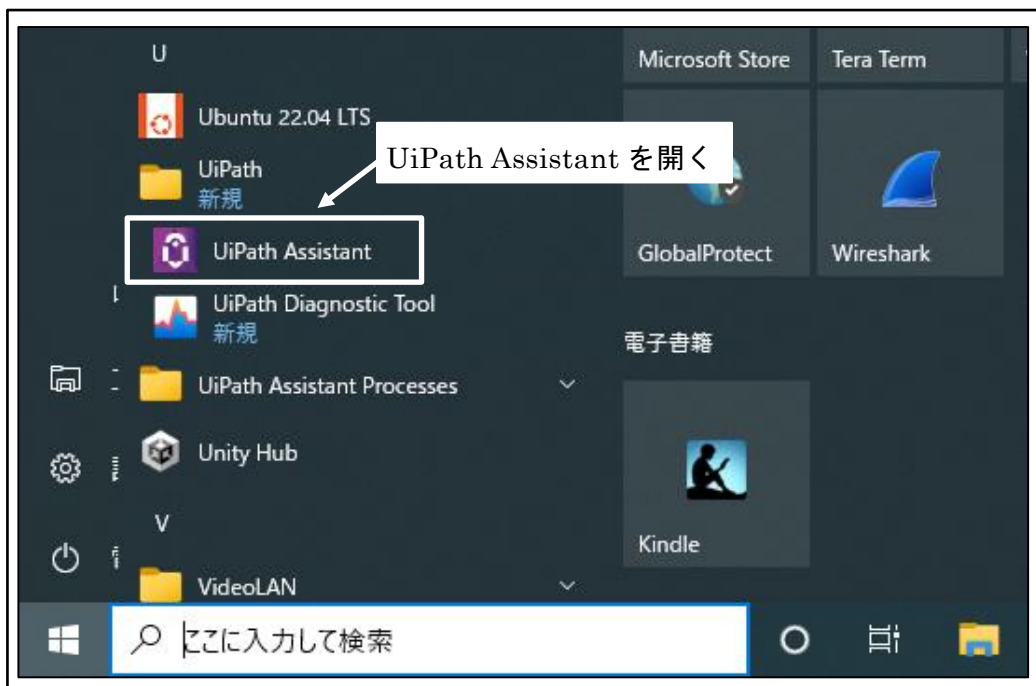 U
Ubuntu 22.04 LTS
UiPath
新規
UiPath Assistant
UiPath Diagnostic Tool
新規
UiPath Assistant Processes
Unity Hub
V
VideoLAN
UiPath Assistant を開く
Microsoft Store
Tera Term
GlobalProtect
Wireshark
電子書籍
Kindle
ここに入力して検索